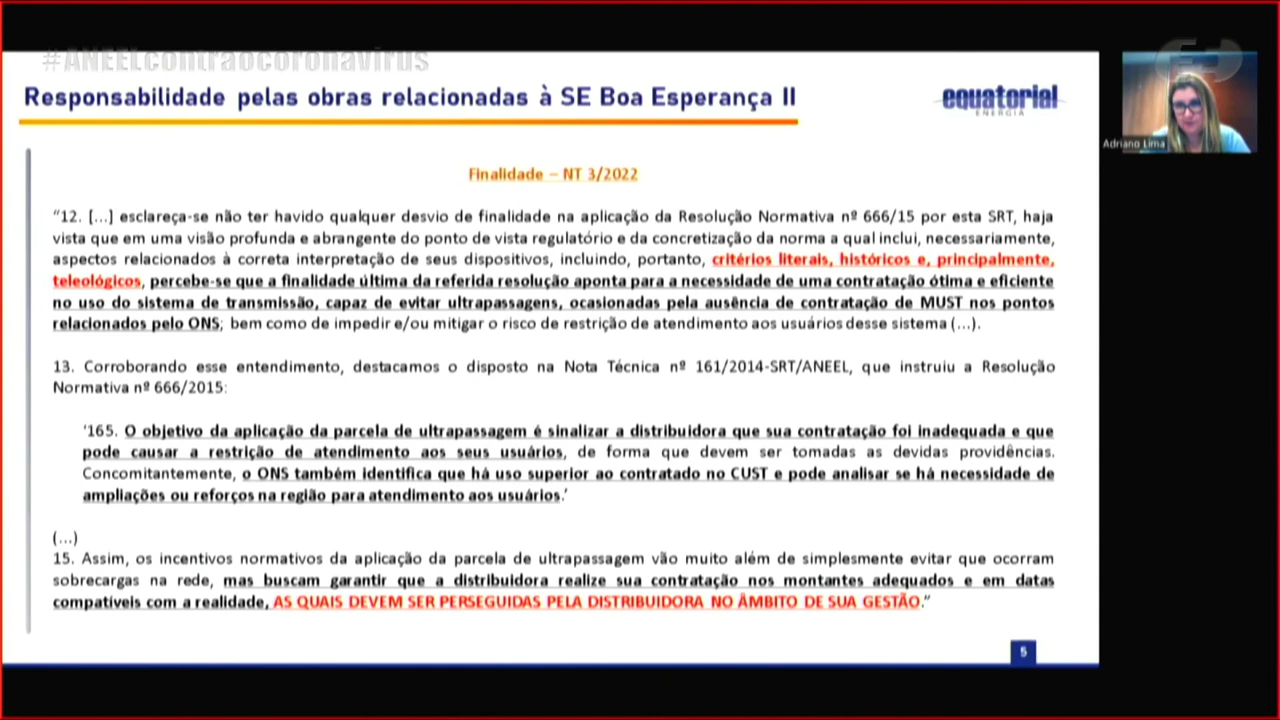 #ANEELcontraocoronavirus
Responsabilidade pelas obras relacionadas à SE Boa Esperança II
equatorial
ENERGIA
Adriano Lima
Finalidade – NT 3/2022
“12. [...] esclareça-se não ter havido qualquer desvio de finalidade na aplicação da Resolução Normativa nº 666/15 por esta SRT, haja
vista que em uma visão profunda e abrangente do ponto de vista regulatório e da concretização da norma a qual inclui, necessariamente,
aspectos relacionados à correta interpretação de seus dispositivos, incluindo, portanto, critérios literais, históricos e, principalmente,
teleológicos, percebe-se que a finalidade última da referida resolução aponta para a necessidade de uma contratação ótima e eficiente
no uso do sistema de transmissão, capaz de evitar ultrapassagens, ocasionadas pela ausência de contratação de MUST nos pontos
relacionados pelo ONS; bem como de impedir e/ou mitigar o risco de restrição de atendimento aos usuários desse sistema (...).
13. Corroborando esse entendimento, destacamos o disposto na Nota Técnica nº 161/2014-SRT/ANEEL, que instruiu a Resolução
Normativa nº 666/2015:
‘165. O objetivo da aplicação da parcela de ultrapassagem é sinalizar a distribuidora que sua contratação foi inadequada e que
pode causar a restrição de atendimento aos seus usuários, de forma que devem ser tomadas as devidas providências.
Concomitantemente, o ONS também identifica que há uso superior ao contratado no CUST e pode analisar se há necessidade de
ampliações ou reforços na região para atendimento aos usuários.’
(...)
15. Assim, os incentivos normativos da aplicação da parcela de ultrapassagem vão muito além de simplesmente evitar que ocorram
sobrecargas na rede, mas buscam garantir que a distribuidora realize sua contratação nos montantes adequados e em datas
compatíveis com a realidade, AS QUAIS DEVEM SER PERSEGUIDAS PELA DISTRIBUIDORA NO ÂMBITO DE SUA GESTÃO.”
5